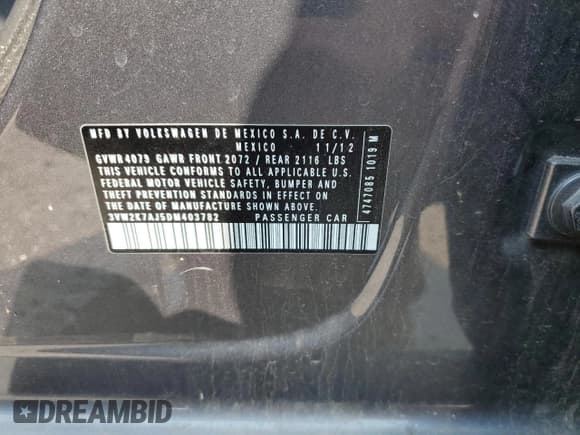 MFD BY VOLKSWAGEN DE MEXICO S.A. DE C.V.
MEXICO 11/12
GVWR 4079 GAWR FRONT 2072 / REAR 2116 LBS
THIS VEHICLE CONFORMS TO ALL APPLICABLE U.S.
FEDERAL MOTOR VEHICLE SAFETY, BUMPER AND
THEFT PREVENTION STANDARDS IN EFFECT ON
THE DATE OF MANUFACTURE SHOWN ABOVE.
3VW2K7AJ5DM403782 PASSENGER CAR
4747085 1019 M
DREAMBID